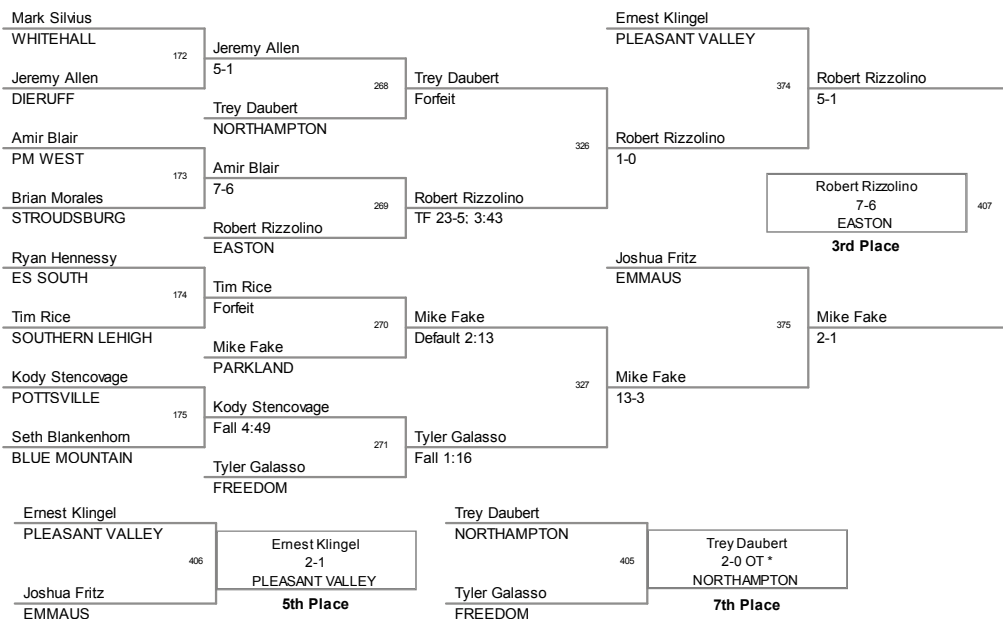 Mark Silvius
WHITEHALL
172
Jeremy Allen
DIERUFF
Amir Blair
PM WEST
173
Brian Morales
STROUDSBURG
Ryan Hennessy
ES SOUTH
174
Tim Rice
SOUTHERN LEHIGH
Kody Stencovage
POTTSVILLE
175
Seth Blankenhorn
BLUE MOUNTAIN
Jeremy Allen
5-1
268
Trey Daubert
NORTHAMPTON
Amir Blair
7-6
269
Robert Rizzolino
EASTON
Tim Rice
Forfeit
270
Mike Fake
PARKLAND
Kody Stencovage
Fall 4:49
271
Tyler Galasso
FREEDOM
Trey Daubert
Forfeit
326
Robert Rizzolino
TF 23-5; 3:43
Mike Fake
Default 2:13
327
Tyler Galasso
Fall 1:16
Ernest Klingel
PLEASANT VALLEY
374
Robert Rizzolino
1-0
Joshua Fritz
EMMAUS
375
Mike Fake
13-3
Robert Rizzolino
5-1
Robert Rizzolino
7-6
EASTON
407
3rd Place
Mike Fake
2-1
Ernest Klingel
PLEASANT VALLEY
406
Joshua Fritz
EMMAUS
Ernest Klingel
2-1
PLEASANT VALLEY
5th Place
Trey Daubert
NORTHAMPTON
405
Tyler Galasso
FREEDOM
Trey Daubert
2-0 OT *
NORTHAMPTON
7th Place